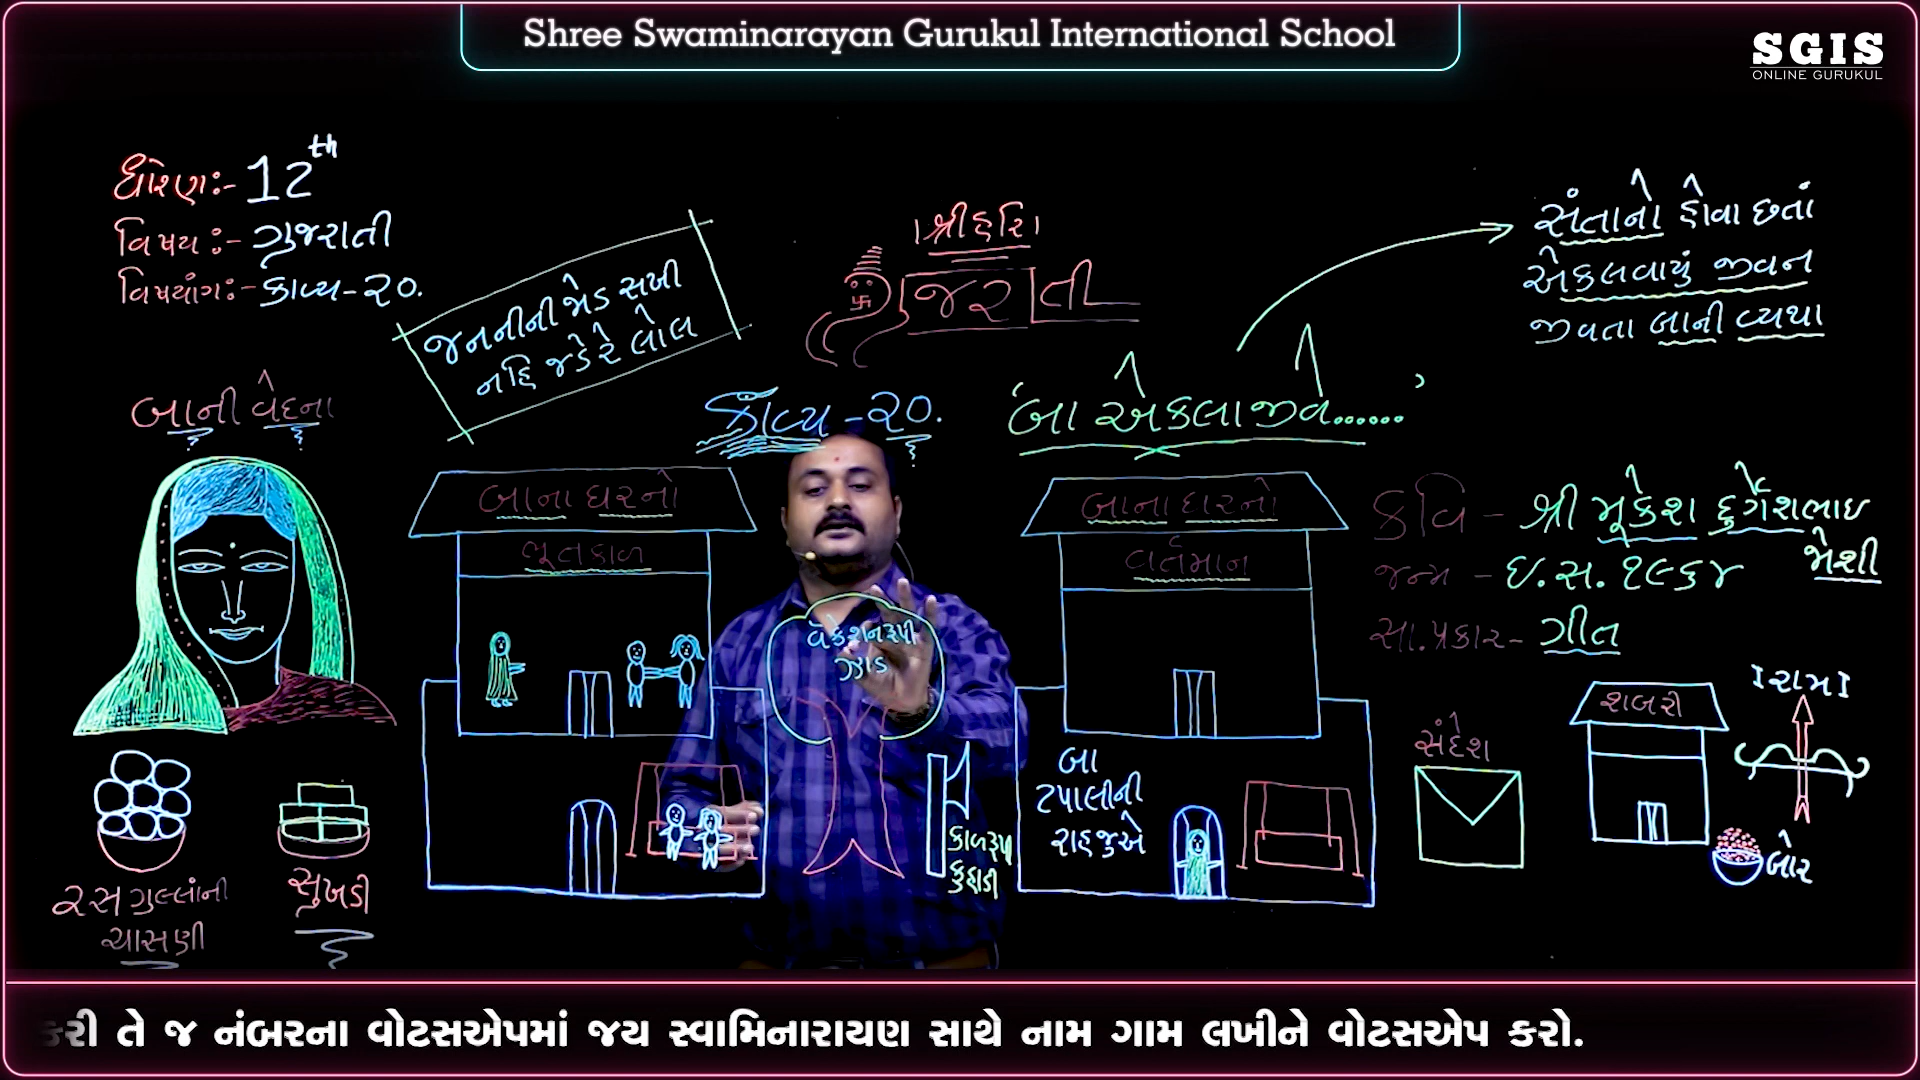 Shree Swaminarayan Gurukul International School
SGIS
ONLINE GURUKUL
ધોરણઃ- 12th
વિષયઃ- ગુજરાતી
વિષયાંગઃ- કાવ્ય-૨૦.
જનનીની જોડ સખી
નહિ જડે રે લોલ
।શ્રીહરિ।
સંતાનો હોવા છતાં
એકલવાયું જીવન
જીવતા બાની વ્યથા
બાની વેદના
કાવ્ય-૨૦.
'બા એકલા જીવે......'
બાના ઘરનો
ભૂતકાળ
બાના ઘરનો
વર્તમાન
કવિ - શ્રી મૂકેશ દુર્ગેશભાઇ
જોશી
જન્મ - ઇ.સ. ૧૯૬૪
સા.પ્રકાર- ગીત
વૅકેશનરૂપી
ઝાડ
કાળરૂપી
કુહાડી
બા
ટપાલીની
રાહજુએ
સંદેશ
શબરી
।રામ।
બોર
રસગુલ્લાંની
ચાસણી
સુખડી
કરી તે જ નંબરના વોટસએપમાં જય સ્વામિનારાયણ સાથે નામ ગામ લખીને વોટસએપ કરો.